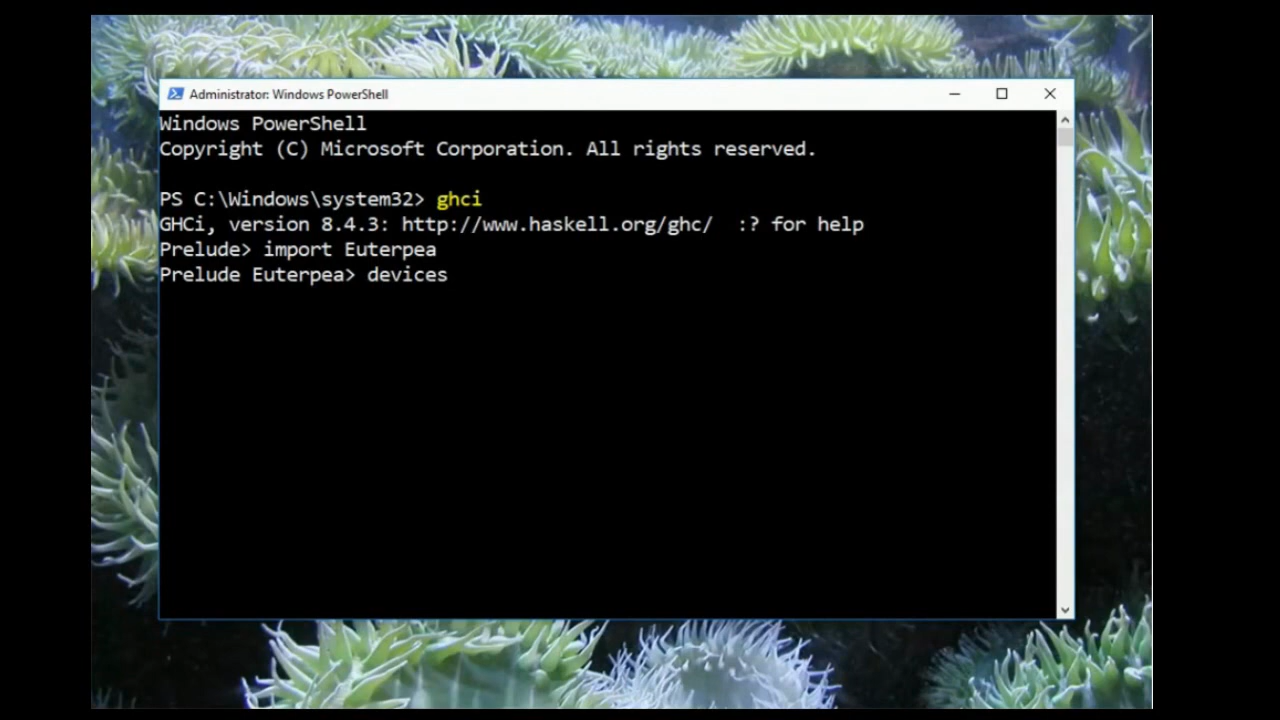 Administrator: Windows PowerShell
Windows PowerShell
Copyright (C) Microsoft Corporation. All rights reserved.
PS C:\Windows\system32> ghci
GHCi, version 8.4.3: http://www.haskell.org/ghc/  :? for help
Prelude> import Euterpea
Prelude Euterpea> devices